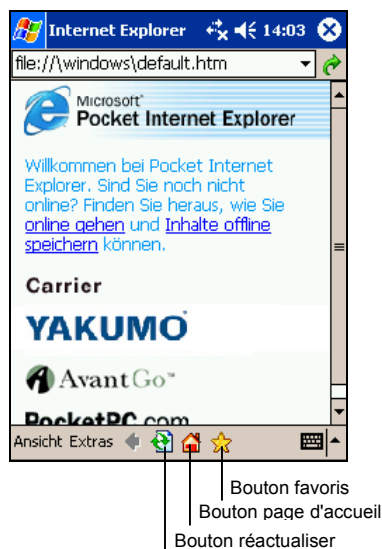 Internet Explorer 14:03
file://\windows\default.htm
Microsoft®
Pocket Internet Explorer
Willkommen bei Pocket Internet
Explorer. Sind Sie noch nicht
online? Finden Sie heraus, wie Sie
online gehen und Inhalte offline
speichern können.
Carrier
YAKUMO
AvantGo™
PocketPC.com
Ansicht Extras
Bouton favoris
Bouton page d'accueil
Bouton réactualiser